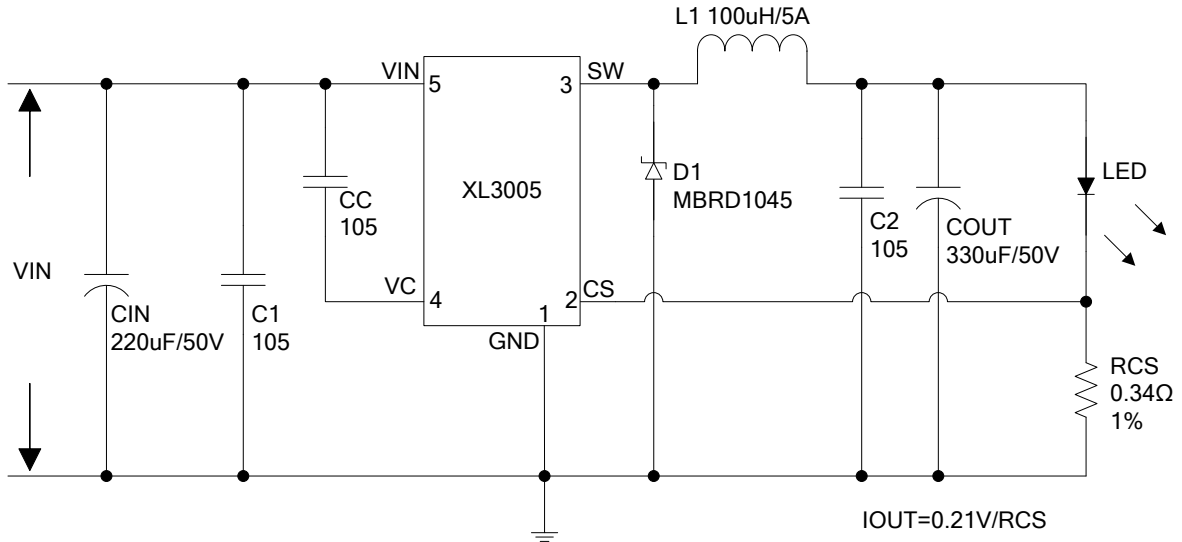 L1 100uH/5A
VIN
5
3
SW
XL3005
CC
105
D1
MBRD1045
LED
C2
105
COUT
330uF/50V
VIN
VC
4
1
2
CS
GND
CIN
220uF/50V
C1
105
RCS
0.34Ω
1%
IOUT=0.21V/RCS